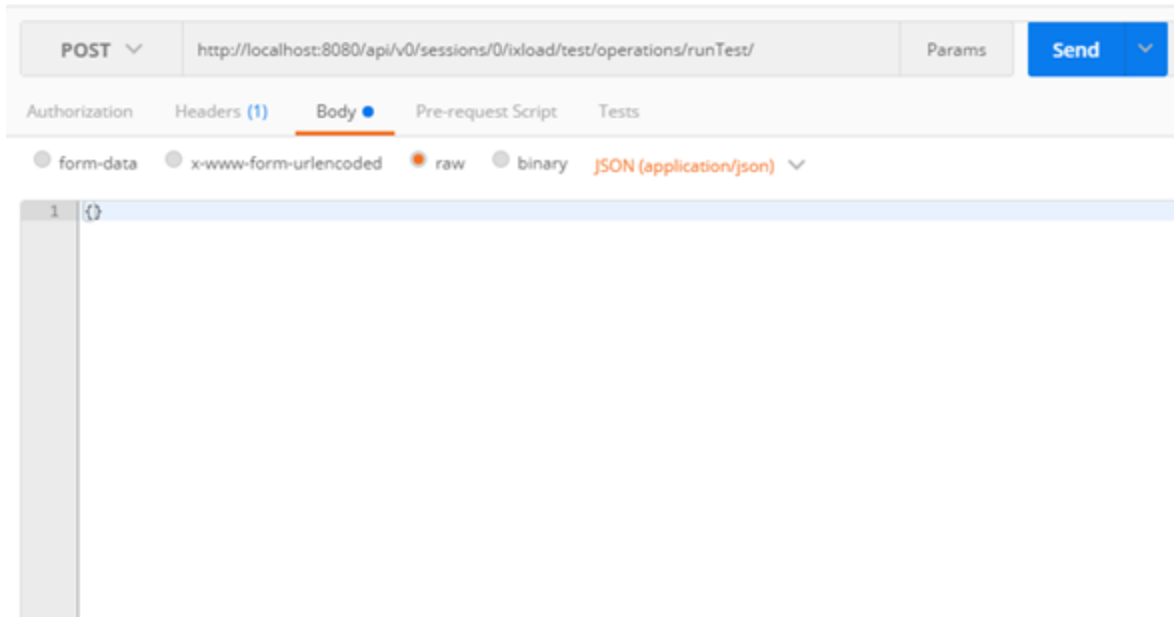 POST http://localhost:8080/api/v0/sessions/0/ixload/test/operations/runTest/ Params Send
Authorization Headers (1) Body Pre-request Script Tests
form-data x-www-form-urlencoded raw binary JSON (application/json)
1 {}